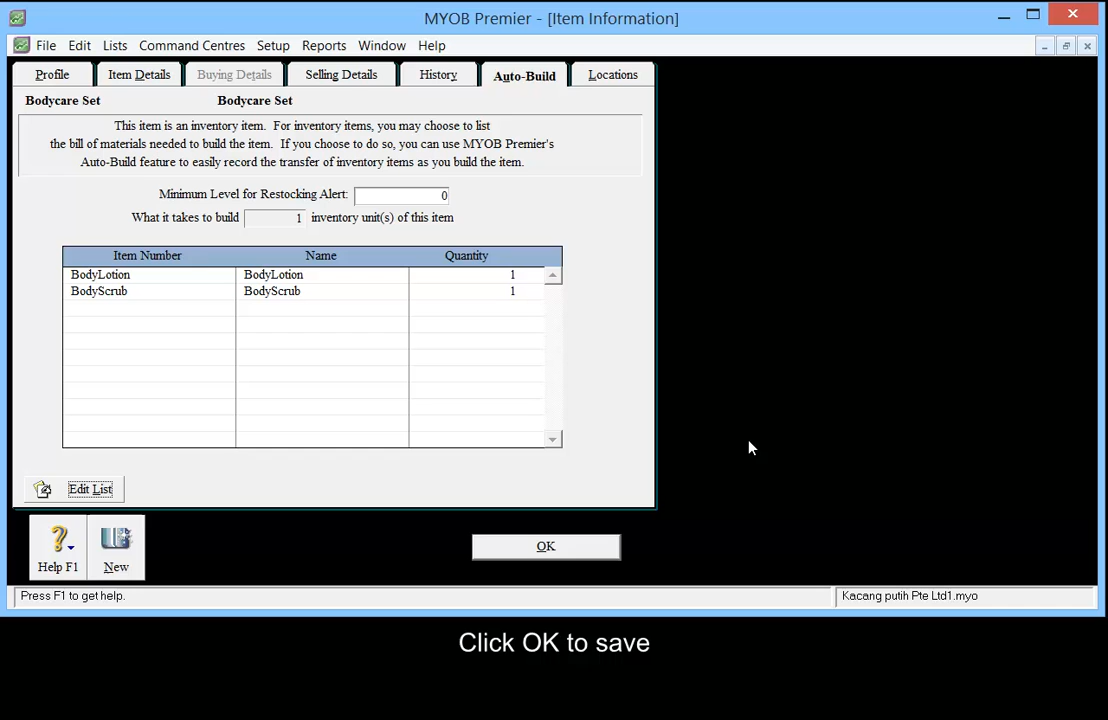 MYOB Premier - [Item Information]
File Edit Lists Command Centres Setup Reports Window Help
Profile Item Details Buying Details Selling Details History Auto-Build Locations
Bodycare Set Bodycare Set
This item is an inventory item. For inventory items, you may choose to list
the bill of materials needed to build the item. If you choose to do so, you can use MYOB Premier's
Auto-Build feature to easily record the transfer of inventory items as you build the item.
Minimum Level for Restocking Alert: 0
What it takes to build 1 inventory unit(s) of this item
Item Number Name Quantity
BodyLotion BodyLotion 1
BodyScrub BodyScrub 1
Edit List
OK
Help F1 New
Press F1 to get help. Kacang putih Pte Ltd1.myo
Click OK to save